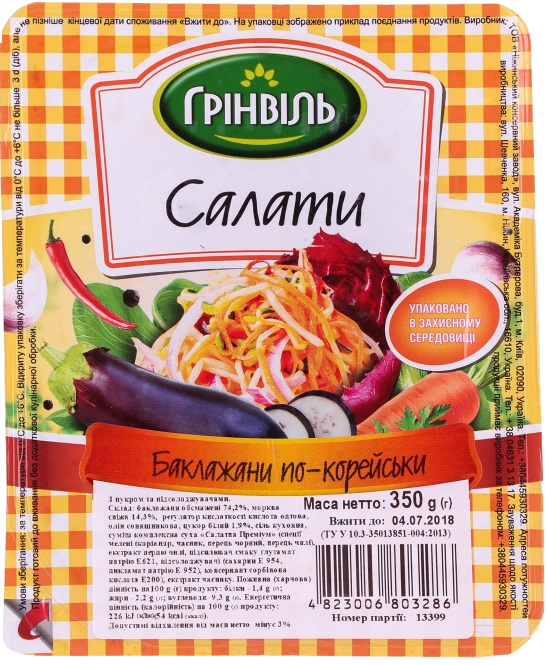 не пізніше кінцевої дати споживання «Вжити до». На упаковці зображено приклад поєднання продуктів. Виробник: ТОВ «Ніжинський консервний завод»,
ГРІНВІЛЬ
Салати
УПАКОВАНО
В ЗАХИСНОМУ
СЕРЕДОВИЩІ
Баклажани по-корейськи
З цукром та підсолоджувачами.
Склад: баклажани обсмажені 74,2%, морква
свіжа 14,3%, регулятор кислотності кислота оцтова,
олія соняшникова, цукор білий 1,9%, сіль кухонна,
суміш комплексна суха «Салати Преміум» (спеції
мелені (коріандр, часник, перець чорний, перець чилі),
екстракт перцю чилі, підсилювач смаку глутамат
натрію Е621, підсолоджувачі (сахарин Е 954,
цикламат натрію Е 952), консервант сорбінова
кислота Е200), екстракт часнику. Поживна (харчова)
цінність на 100 г (g) продукту: білки - 1,4 g (г);
жири - 2,2 g (г); вуглеводи - 9,3 g (г). Енергетична
цінність (калорійність) на 100 g (г) продукту:
226 kJ (кДж)(54 kcal (ккал)).
Допустимі відхилення від маси нетто мінус 3%
Маса нетто: 350 g (г)
Вжити до: 04.07.2018
(ТУ У 10.3-35013851-004:2013)
4 823006 803286
Номер партії: 13399
Умови зберігання: за температури від 0°С до +6°С. Відкриту упаковку зберігати за температури від 0°С до +6°С не більше 3 d (діб), але
Продукт готовий до вживання без додаткової кулінарної обробки.